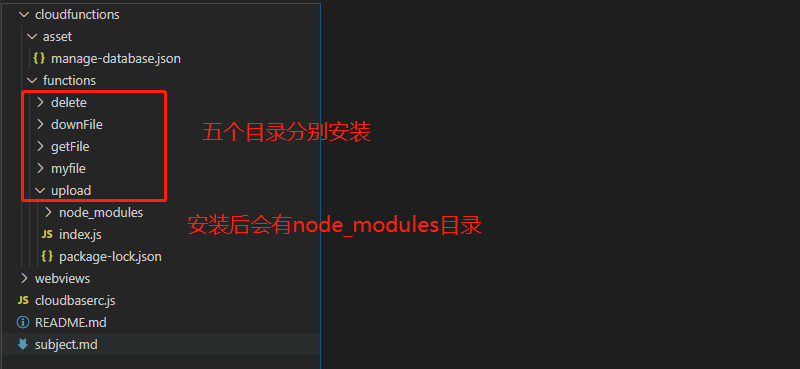 cloudfunctions
asset
{} manage-database.json
functions
delete
downFile
getFile
myfile
upload
五个目录分别安装
node_modules
安装后会有node_modules目录
JS index.js
{} package-lock.json
webviews
JS cloudbaserc.js
README.md
subject.md